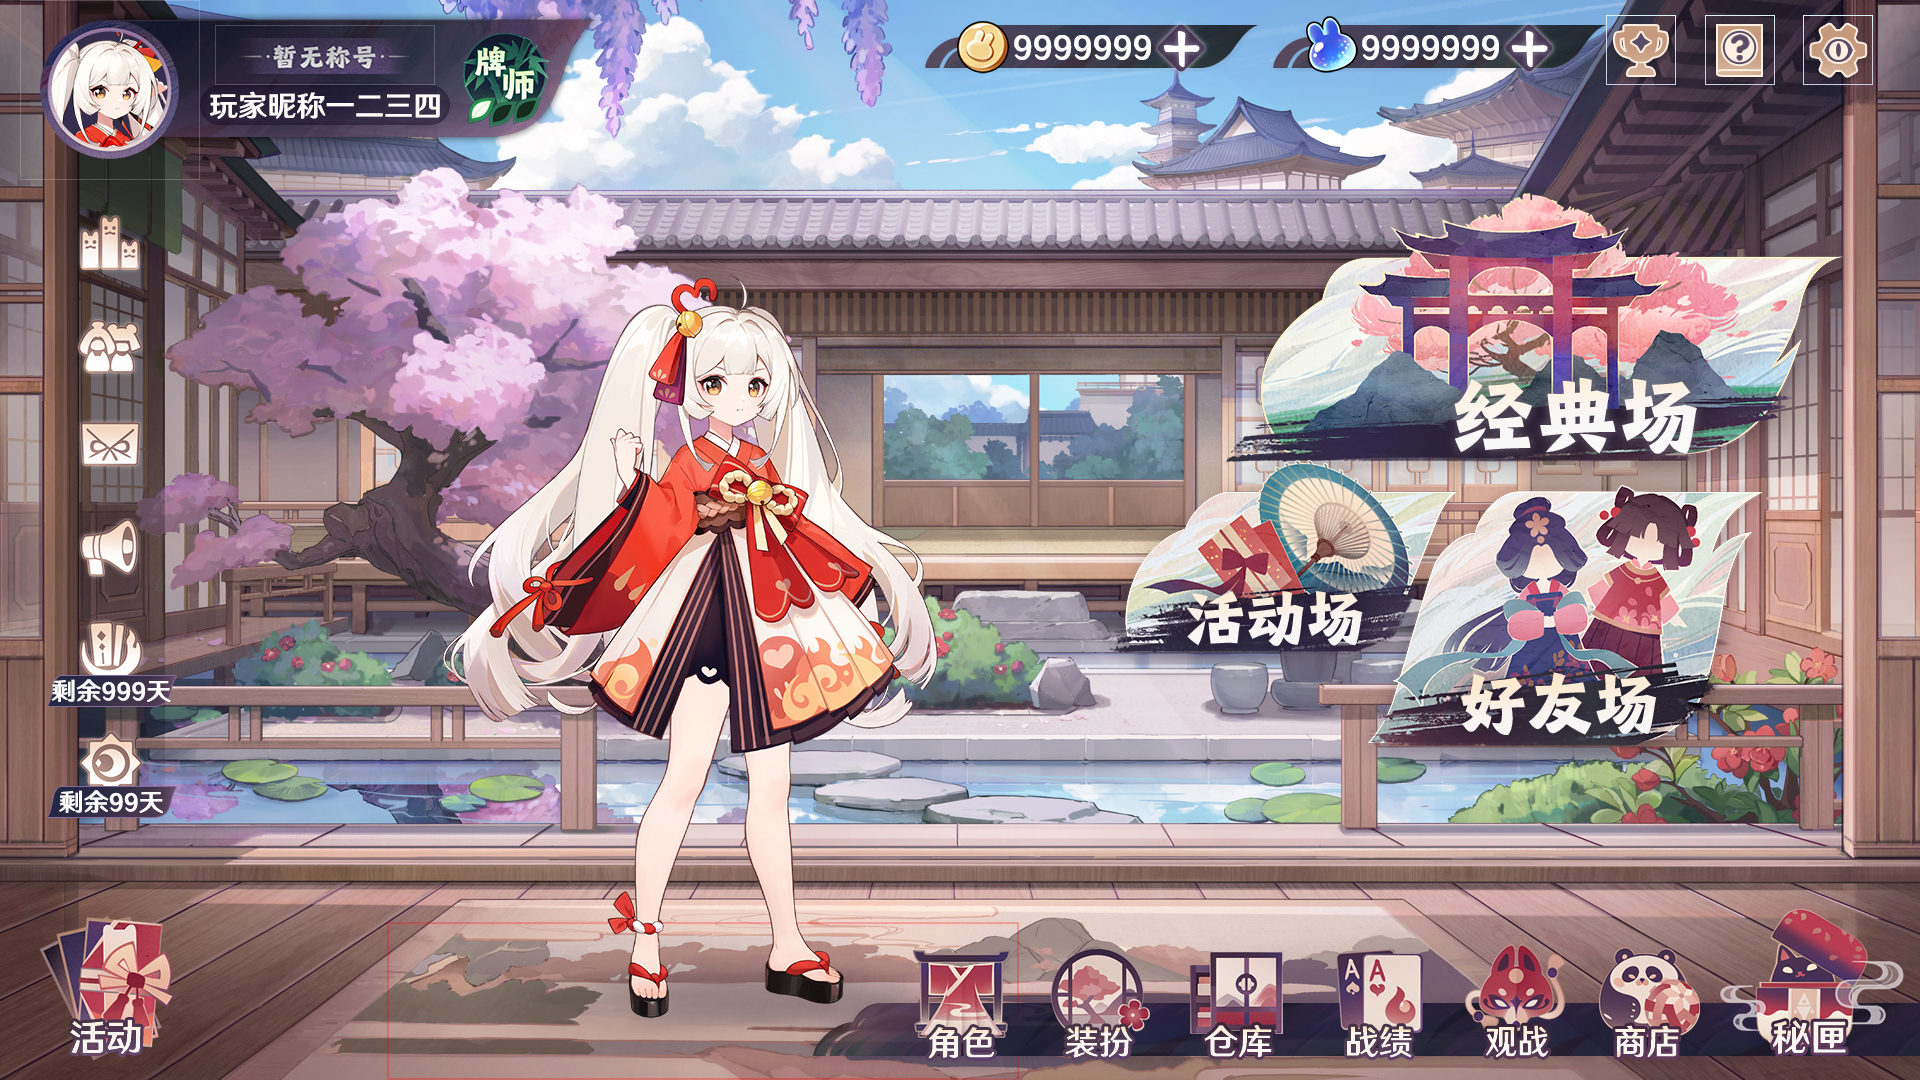 暂无称号
玩家昵称一二三四
牌师
9999999
9999999
剩余999天
剩余99天
经典场
活动场
好友场
活动
角色
装扮
仓库
A A
战绩
观战
商店
秘匣